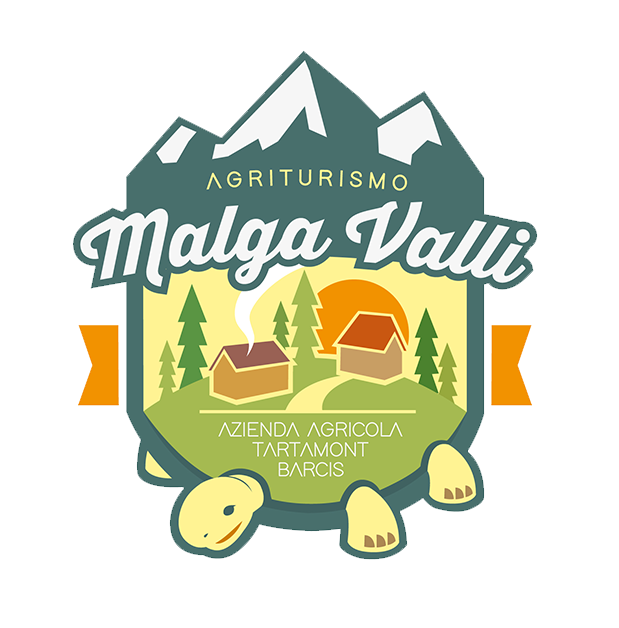 AGRITURISMO
Malga Valli
AZIENDA AGRICOLA
TARTAMONT
BARCIS